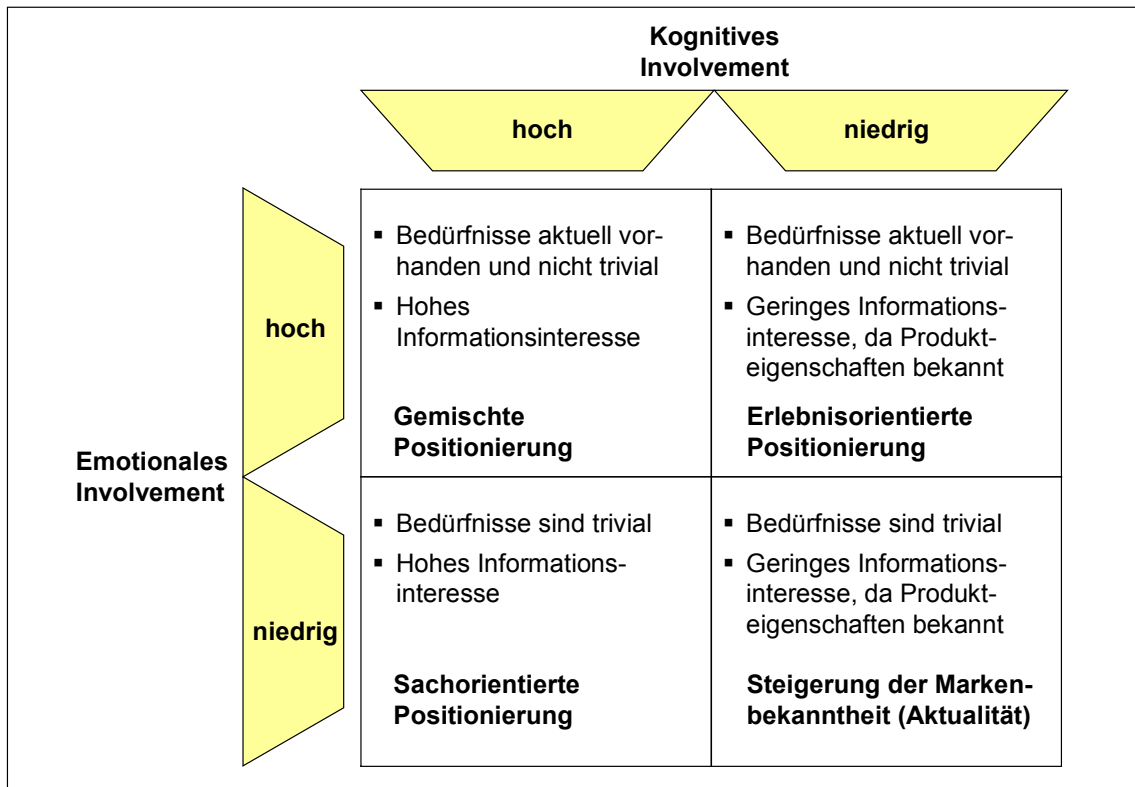 Kognitives
Involvement
hoch
niedrig
hoch
▪ Bedürfnisse aktuell vor-
handen und nicht trivial
▪ Hohes
Informationsinteresse
Gemischte
Positionierung
▪ Bedürfnisse aktuell vor-
handen und nicht trivial
▪ Geringes Informations-
interesse, da Produkt-
eigenschaften bekannt
Erlebnisorientierte
Positionierung
Emotionales
Involvement
niedrig
▪ Bedürfnisse sind trivial
▪ Hohes Informations-
interesse
Sachorientierte
Positionierung
▪ Bedürfnisse sind trivial
▪ Geringes Informations-
interesse, da Produkt-
eigenschaften bekannt
Steigerung der Marken-
bekanntheit (Aktualität)